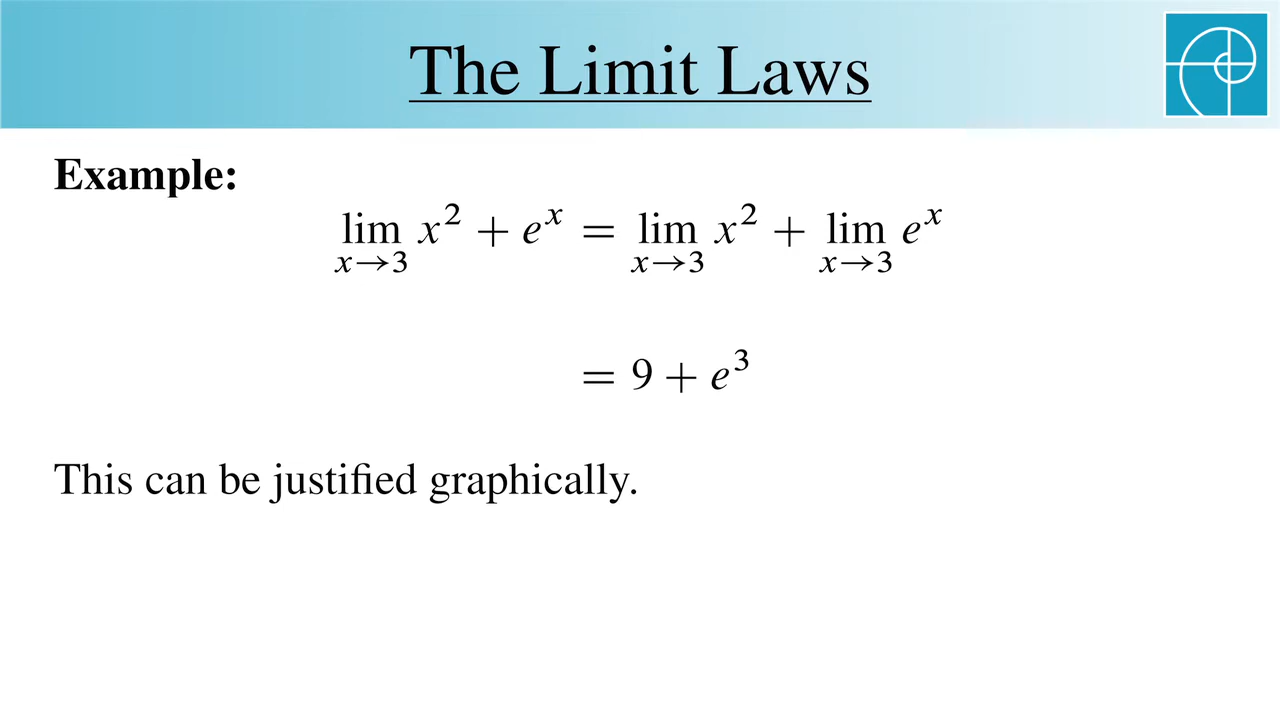 The Limit Laws
Example:
lim x² + eˣ = lim x² + lim eˣ
x→3 x→3 x→3
= 9 + e³
This can be justified graphically.